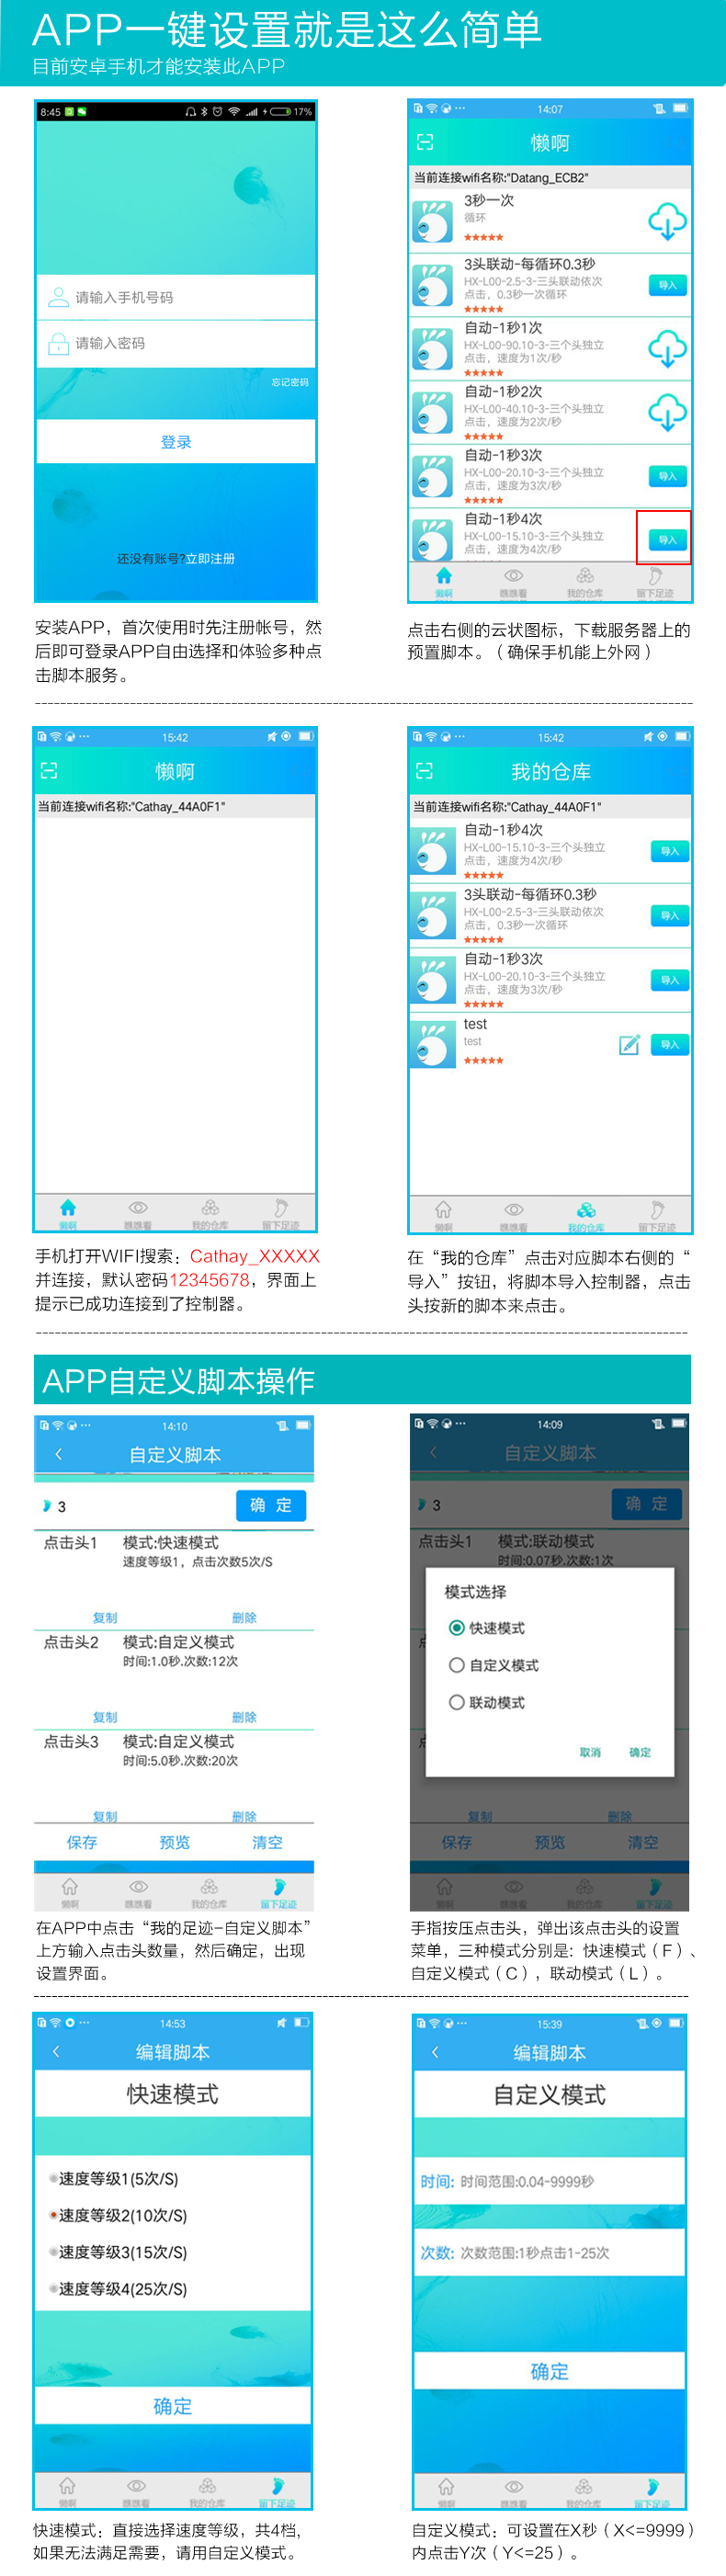 APP一键设置就是这么简单
目前安卓手机才能安装此APP
8:45
17%
请输入手机号码
请输入密码
忘记密码
登录
还没有账号?立即注册
安装APP，首次使用时先注册帐号，然
后即可登录APP自由选择和体验多种点
击脚本服务。
14:07
懒啊
当前连接wifi名称:"Datang_ECB2"
3秒一次
循环
3头联动-每循环0.3秒
HX-L00-2.5-3-三头联动依次
点击，0.3秒一次循环
导入
自动-1秒1次
HX-L00-90.10-3-三个头独立
点击，速度为1次/秒
自动-1秒2次
HX-L00-40.10-3-三个头独立
点击，速度为2次/秒
自动-1秒3次
HX-L00-20.10-3-三个头独立
点击，速度为3次/秒
导入
自动-1秒4次
HX-L00-15.10-3-三个头独立
点击，速度为4次/秒
导入
懒啊 瞧瞧看 我的仓库 留下足迹
点击右侧的云状图标，下载服务器上的
预置脚本。（确保手机能上外网）
15:42
懒啊
当前连接wifi名称:"Cathay_44A0F1"
懒啊 瞧瞧看 我的仓库 留下足迹
手机打开WIFI搜索：Cathay_XXXXX
并连接，默认密码12345678，界面上
提示已成功连接到了控制器。
15:42
我的仓库
当前连接wifi名称:"Cathay_44A0F1"
自动-1秒4次
HX-L00-15.10-3-三个头独立
点击，速度为4次/秒
导入
3头联动-每循环0.3秒
HX-L00-2.5-3-三头联动依次
点击，0.3秒一次循环
导入
自动-1秒3次
HX-L00-20.10-3-三个头独立
点击，速度为3次/秒
导入
test
test
导入
懒啊 瞧瞧看 我的仓库 留下足迹
在“我的仓库”点击对应脚本右侧的“
导入”按钮，将脚本导入控制器，点击
头按新的脚本来点击。
APP自定义脚本操作
14:10
自定义脚本
3 确 定
点击头1 模式:快速模式
速度等级1，点击次数5次/S
复制 删除
点击头2 模式:自定义模式
时间:1.0秒.次数:12次
复制 删除
点击头3 模式:自定义模式
时间:5.0秒.次数:20次
复制 删除
保存 预览 清空
懒啊 瞧瞧看 我的仓库 留下足迹
在APP中点击“我的足迹-自定义脚本”
上方输入点击头数量，然后确定，出现
设置界面。
14:09
自定义脚本
3 确 定
点击头1 模式:联动模式
时间:0.07秒.次数:1次
模式选择
快速模式
自定义模式
联动模式
取消 确定
复制 删除
保存 预览 清空
懒啊 瞧瞧看 我的仓库 留下足迹
手指按压点击头，弹出该点击头的设置
菜单，三种模式分别是：快速模式（F）、
自定义模式（C），联动模式（L）。
14:53
编辑脚本
快速模式
速度等级1(5次/S)
速度等级2(10次/S)
速度等级3(15次/S)
速度等级4(25次/S)
确定
懒啊 瞧瞧看 我的仓库 留下足迹
快速模式：直接选择速度等级，共4档，
如果无法满足需要，请用自定义模式。
15:39
编辑脚本
自定义模式
时间: 时间范围:0.04-9999秒
次数: 次数范围:1秒点击1-25次
确定
懒啊 瞧瞧看 我的仓库 留下足迹
自定义模式：可设置在X秒（X<=9999）
内点击Y次（Y<=25）。